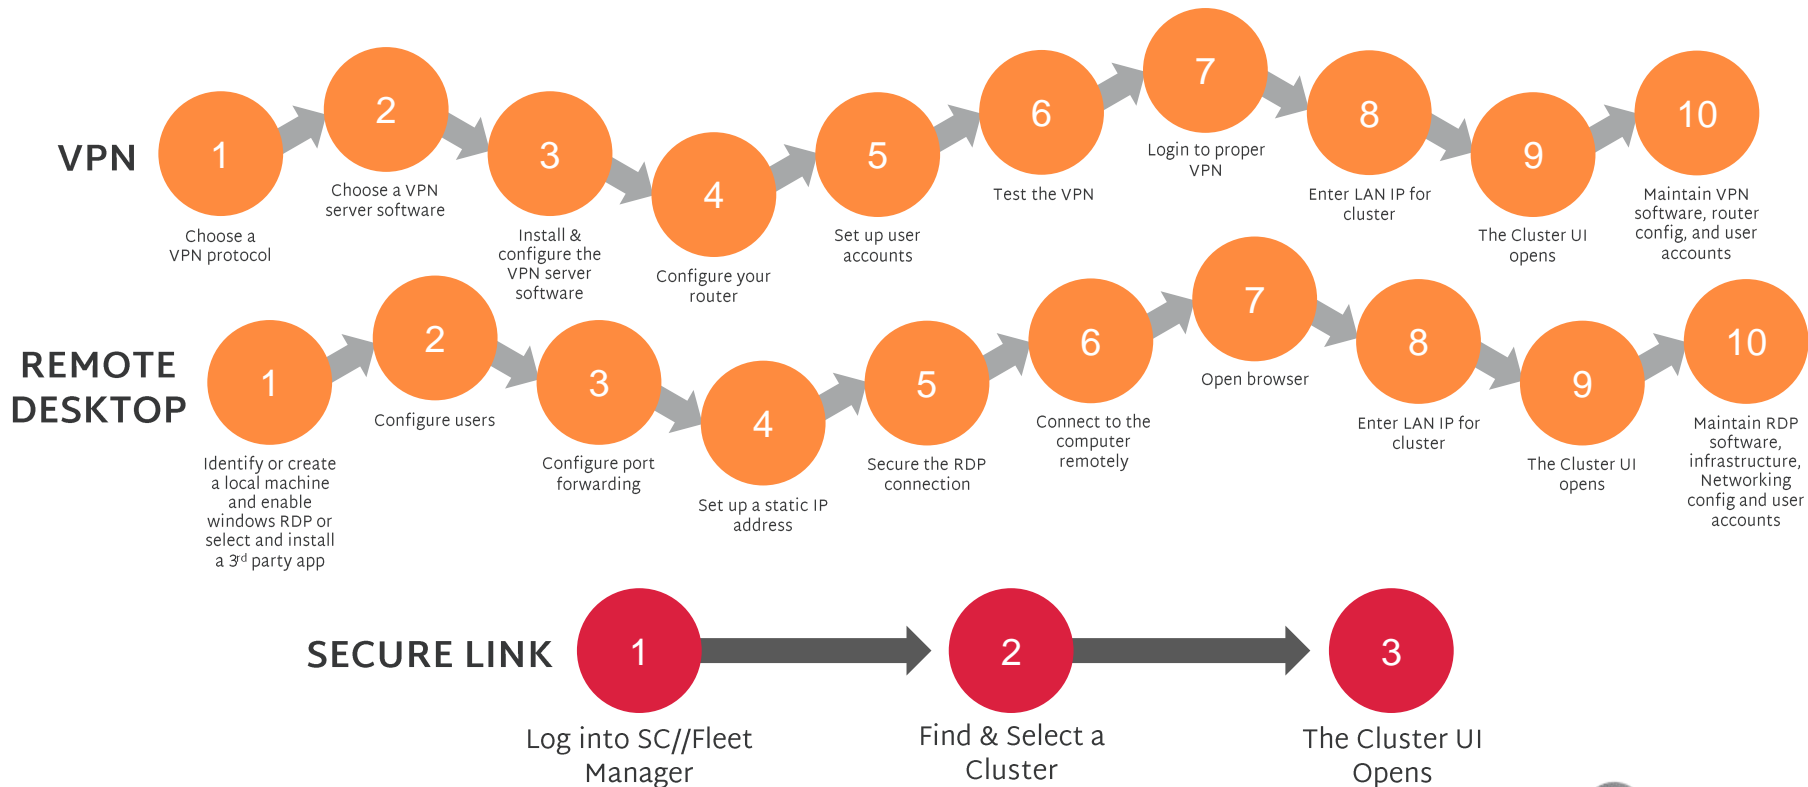 VPN
1
Choose a
VPN protocol
2
Choose a VPN
server software
3
Install &
configure the
VPN server
software
4
Configure your
router
5
Set up user
accounts
6
Test the VPN
7
Login to proper
VPN
8
Enter LAN IP for
cluster
9
The Cluster UI
opens
10
Maintain VPN
software, router
config, and user
accounts
REMOTE
DESKTOP
1
Identify or create
a local machine
and enable
windows RDP or
select and install
a 3rd party app
2
Configure users
3
Configure port
forwarding
4
Set up a static IP
address
5
Secure the RDP
connection
6
Connect to the
computer
remotely
7
Open browser
8
Enter LAN IP for
cluster
9
The Cluster UI
opens
10
Maintain RDP
software,
infrastructure,
Networking
config and user
accounts
SECURE LINK
1
Log into SC//Fleet
Manager
2
Find & Select a
Cluster
3
The Cluster UI
Opens